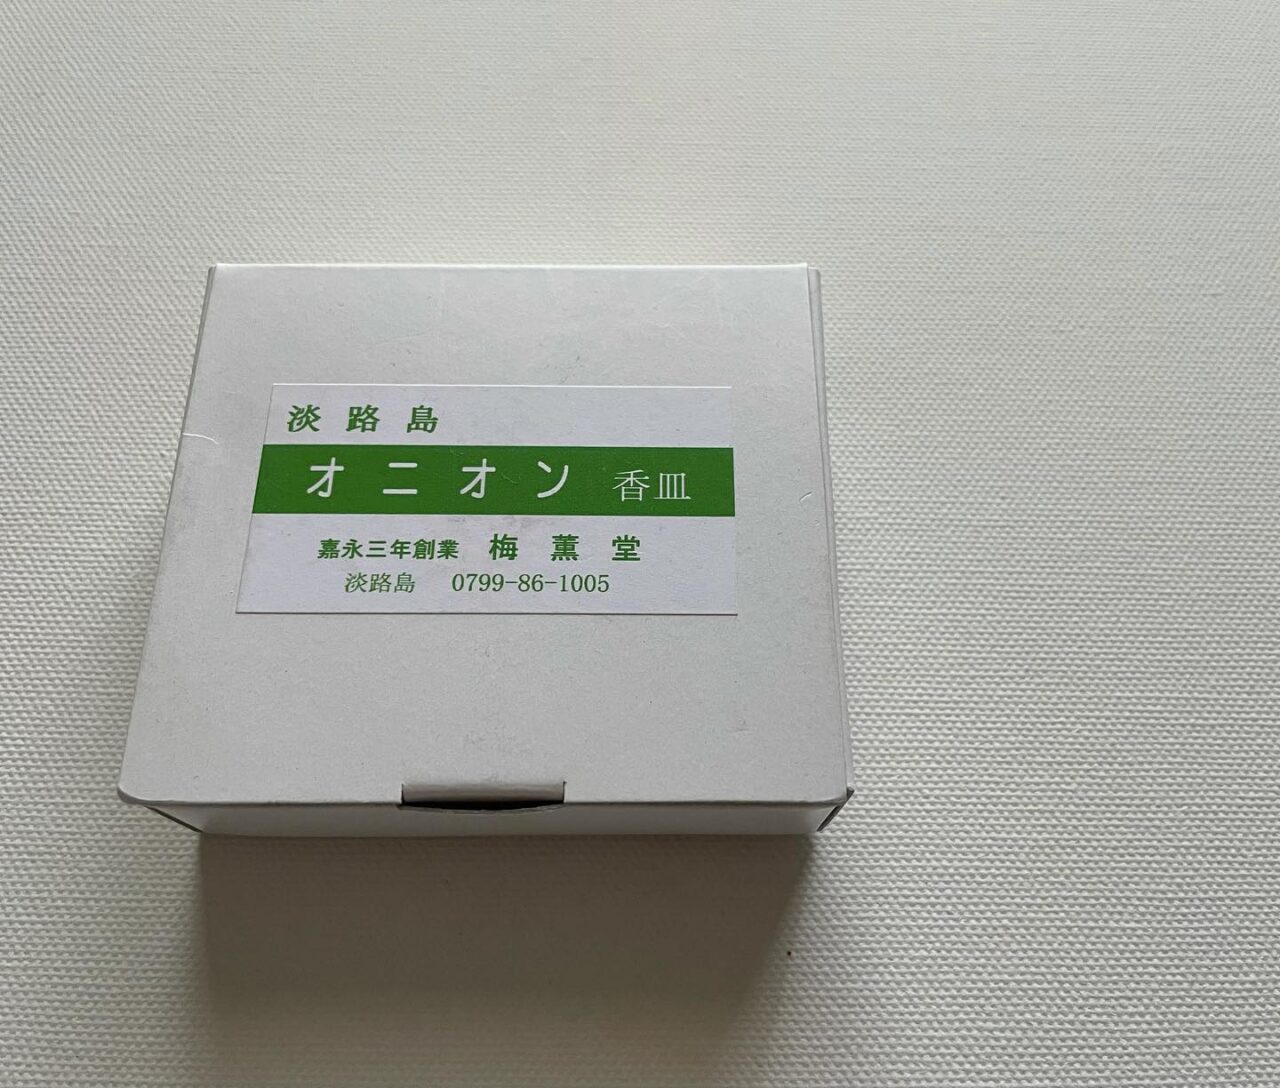 淡路島
オニオン 香皿
嘉永三年創業 梅薫堂
淡路島 0799-86-1005